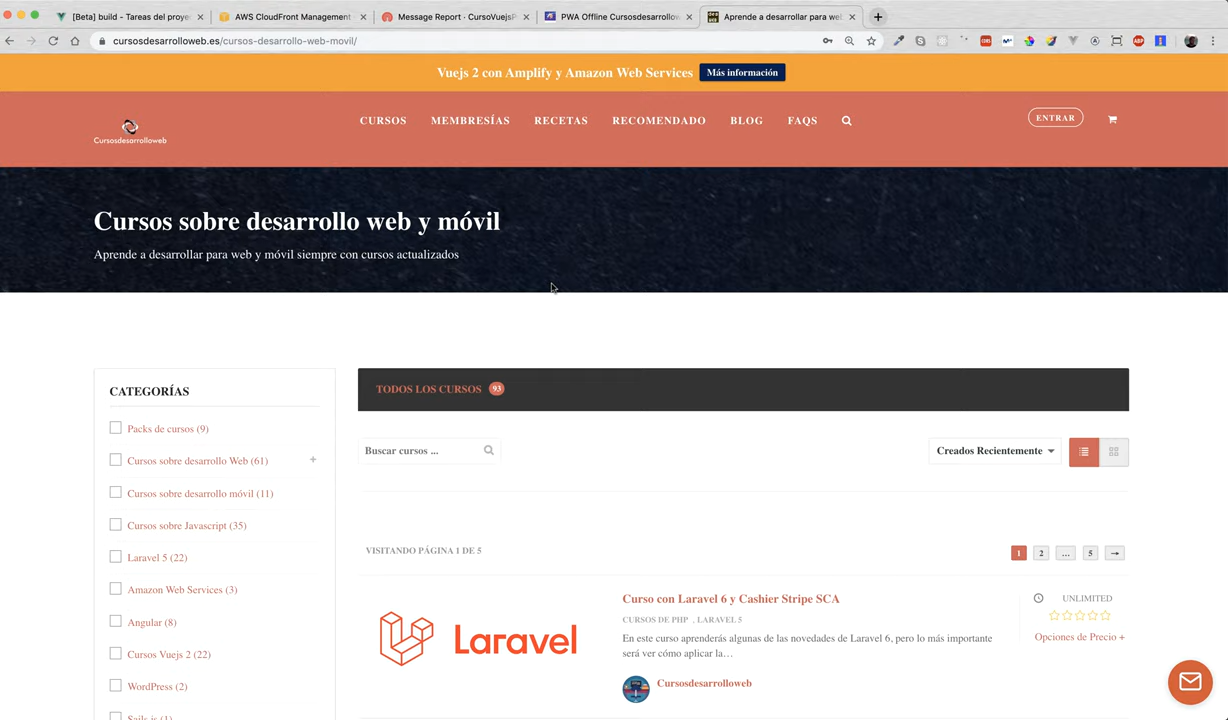 [Beta] build - Tareas del proye
AWS CloudFront Management
Message Report · CursoVuejsP
PWA Offline Cursosdesarrollow
Aprende a desarrollar para web
cursosdesarrolloweb.es/cursos-desarrollo-web-movil/
Vuejs 2 con Amplify y Amazon Web Services
Más información
Cursosdesarrolloweb
CURSOS
MEMBRESÍAS
RECETAS
RECOMENDADO
BLOG
FAQS
ENTRAR
Cursos sobre desarrollo web y móvil
Aprende a desarrollar para web y móvil siempre con cursos actualizados
CATEGORÍAS
Packs de cursos (9)
Cursos sobre desarrollo Web (61)
Cursos sobre desarrollo móvil (11)
Cursos sobre Javascript (35)
Laravel 5 (22)
Amazon Web Services (3)
Angular (8)
Cursos Vuejs 2 (22)
WordPress (2)
Sails.js (1)
TODOS LOS CURSOS 93
Buscar cursos ...
Creados Recientemente
VISITANDO PÁGINA 1 DE 5
1 2 ... 5 →
Laravel
Curso con Laravel 6 y Cashier Stripe SCA
CURSOS DE PHP , LARAVEL 5
En este curso aprenderás algunas de las novedades de Laravel 6, pero lo más importante
será ver cómo aplicar la…
Cursosdesarrolloweb
UNLIMITED
Opciones de Precio +